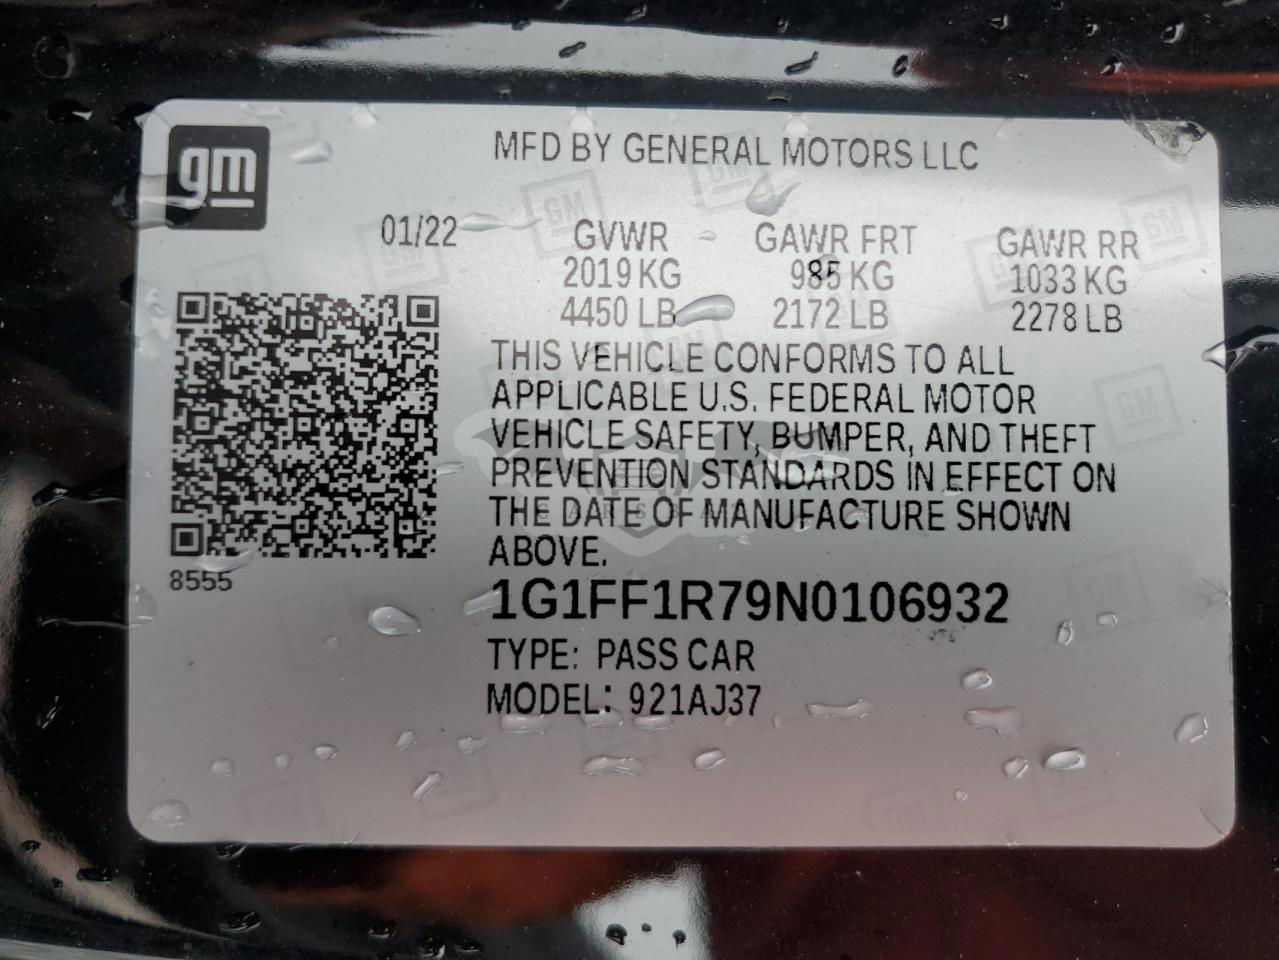 gm
MFD BY GENERAL MOTORS LLC
01/22 GVWR GAWR FRT GAWR RR
2019 KG 985 KG 1033 KG
4450 LB 2172 LB 2278 LB
THIS VEHICLE CONFORMS TO ALL
APPLICABLE U.S. FEDERAL MOTOR
VEHICLE SAFETY, BUMPER, AND THEFT
PREVENTION STANDARDS IN EFFECT ON
THE DATE OF MANUFACTURE SHOWN
ABOVE.
8555
1G1FF1R79N0106932
TYPE: PASS CAR
MODEL: 921AJ37